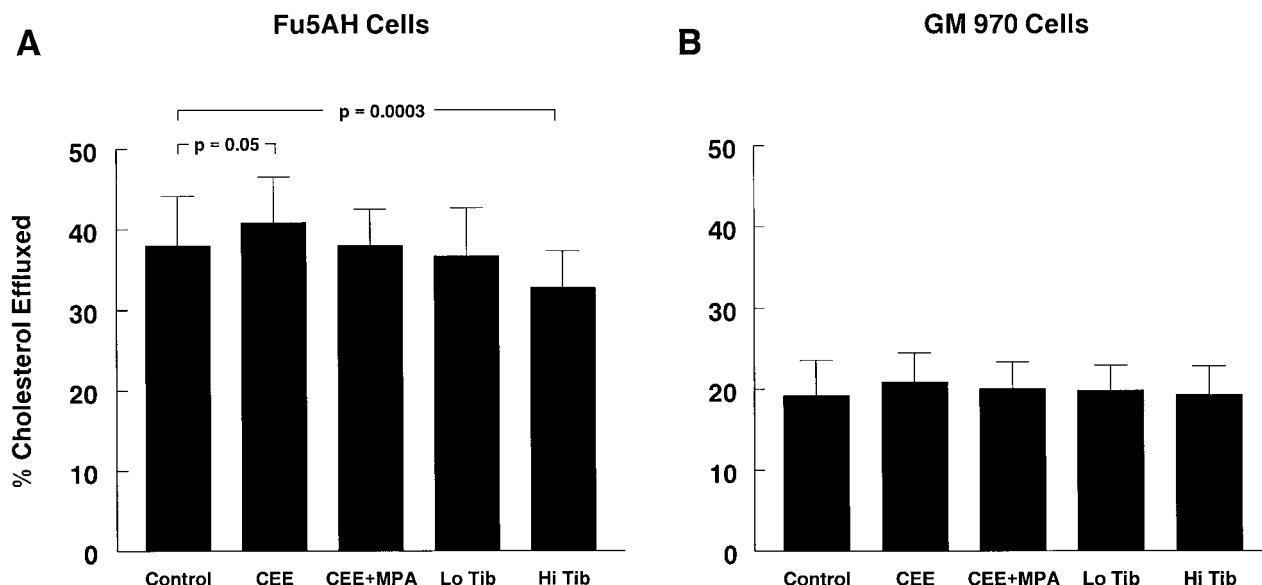 Fu5AH Cells
A
p = 0.0003
p = 0.05
% Cholesterol Effluxed
50
40
30
20
10
0
Control CEE CEE+MPA Lo Tib Hi Tib
GM 970 Cells
B
50
40
30
20
10
0
Control CEE CEE+MPA Lo Tib Hi Tib